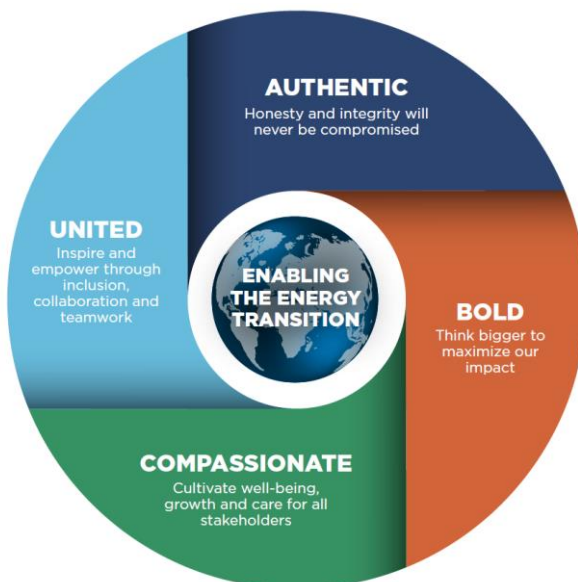 AUTHENTIC
Honesty and integrity will
never be compromised
UNITED
Inspire and
empower through
inclusion,
collaboration and
teamwork
ENABLING
THE ENERGY
TRANSITION
BOLD
Think bigger to
maximize our
impact
COMPASSIONATE
Cultivate well-being,
growth and care for all
stakeholders